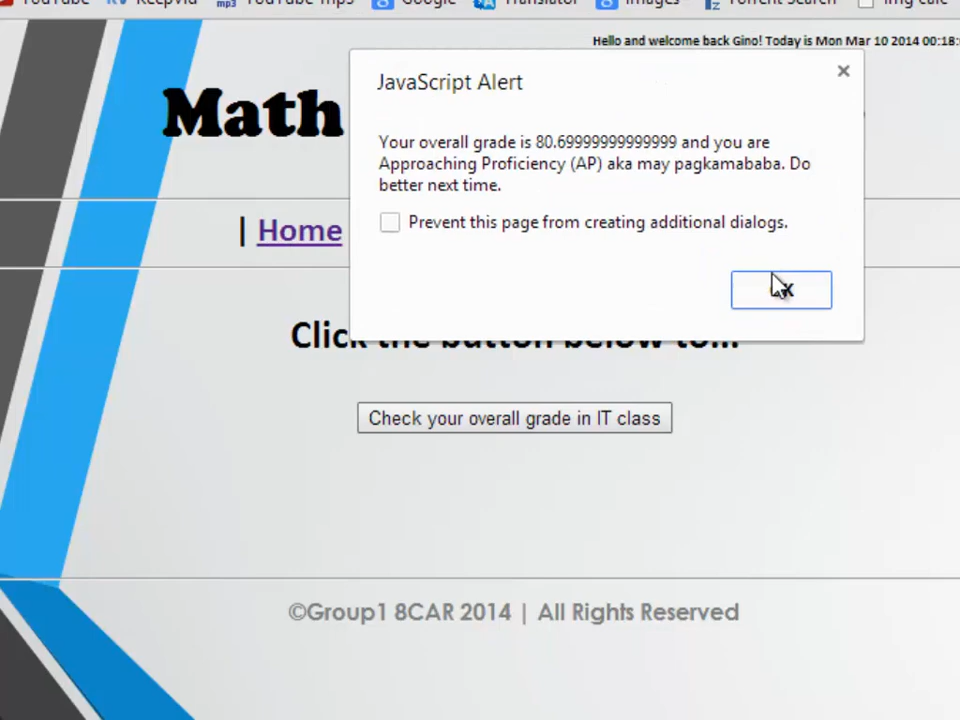 YouTube KeepVid mp3 YouTube mp3 Google Translator Images Torrent Search img calc
Hello and welcome back Gino! Today is Mon Mar 10 2014 00:18:
JavaScript Alert
Math
Your overall grade is 80.69999999999999 and you are
Approaching Proficiency (AP) aka may pagkamababa. Do
better next time.
Prevent this page from creating additional dialogs.
| Home
Click the button below to...
Check your overall grade in IT class
©Group1 8CAR 2014 | All Rights Reserved